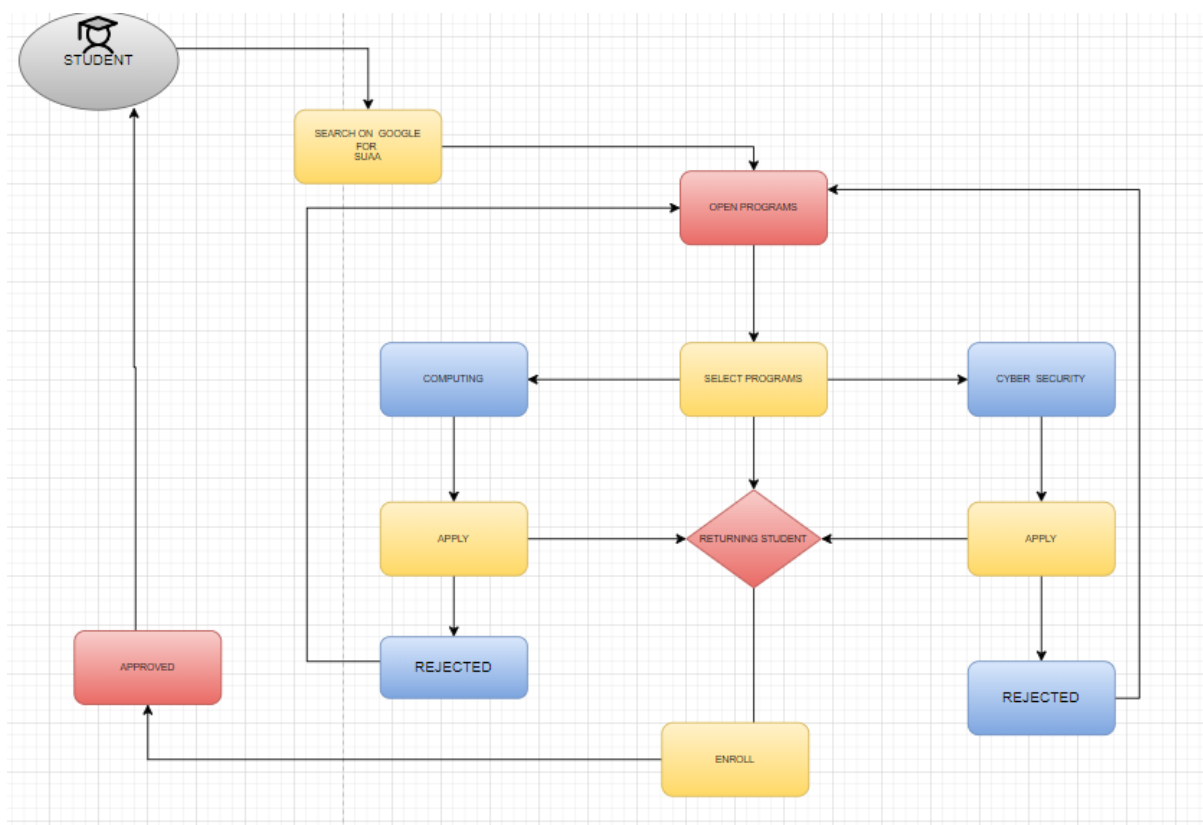 STUDENT
SEARCH ON GOOGLE
FOR
SUAA
OPEN PROGRAMS
COMPUTING
SELECT PROGRAMS
CYBER SECURITY
APPLY
RETURNING STUDENT
APPLY
APPROVED
REJECTED
REJECTED
ENROLL